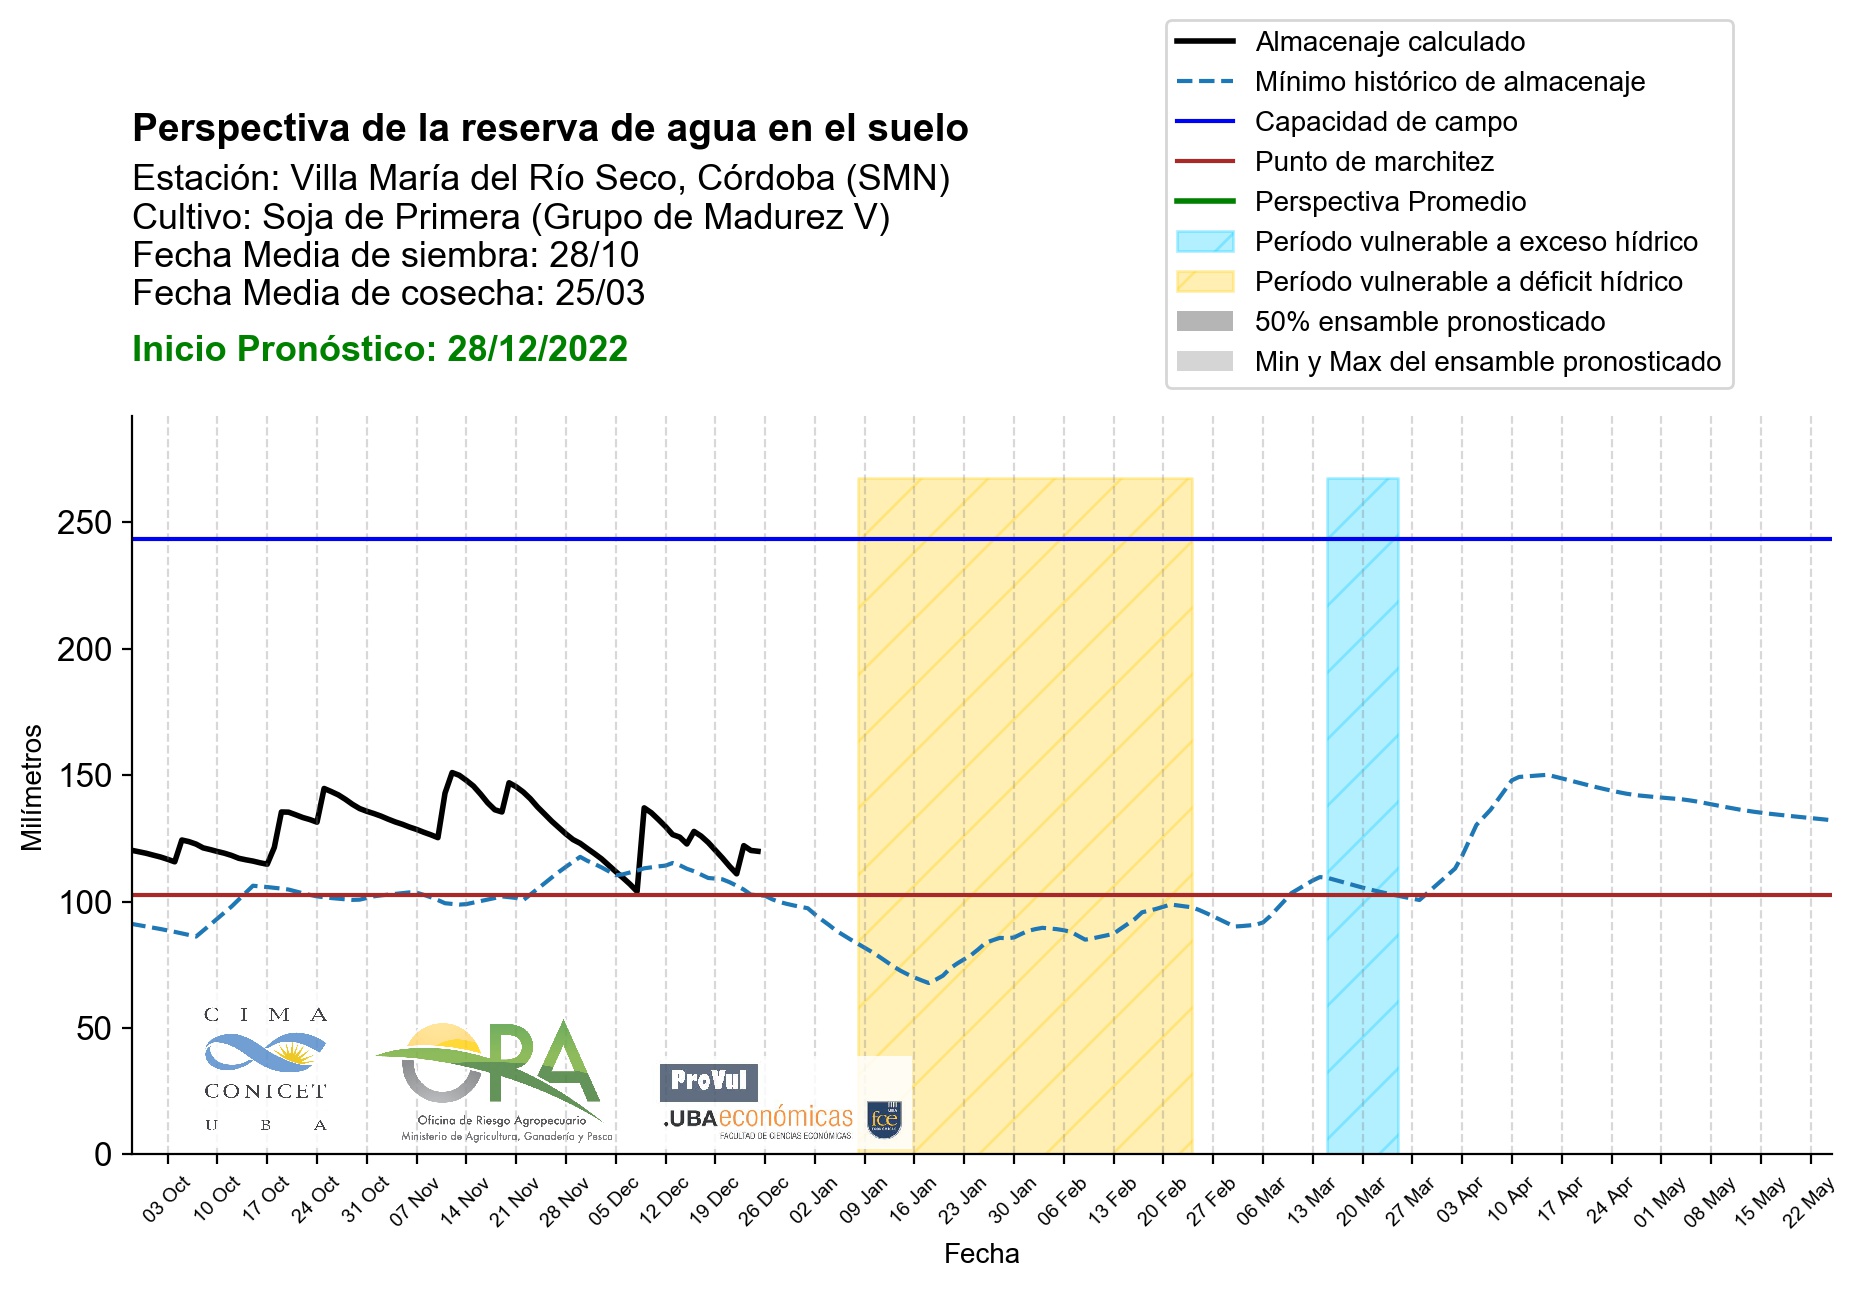 Almacenaje calculado
Mínimo histórico de almacenaje
Capacidad de campo
Punto de marchitez
Perspectiva Promedio
Período vulnerable a exceso hídrico
Período vulnerable a déficit hídrico
50% ensamble pronosticado
Min y Max del ensamble pronosticado
Perspectiva de la reserva de agua en el suelo
Estación: Villa María del Río Seco, Córdoba (SMN)
Cultivo: Soja de Primera (Grupo de Madurez V)
Fecha Media de siembra: 28/10
Fecha Media de cosecha: 25/03
Inicio Pronóstico: 28/12/2022
250
200
150
100
50
0
Milímetros
CIMA
CONICET
UBA
ORA
Oficina de Riesgo Agropecuario
Ministerio de Agricultura, Ganadería y Pesca
ProVul
.UBAeconómicas
FACULTAD DE CIENCIAS ECONÓMICAS
fce
03 Oct
10 Oct
17 Oct
24 Oct
31 Oct
07 Nov
14 Nov
21 Nov
28 Nov
05 Dec
12 Dec
19 Dec
26 Dec
02 Jan
09 Jan
16 Jan
23 Jan
30 Jan
06 Feb
13 Feb
20 Feb
27 Feb
06 Mar
13 Mar
20 Mar
27 Mar
03 Apr
10 Apr
17 Apr
24 Apr
01 May
08 May
15 May
22 May
Fecha